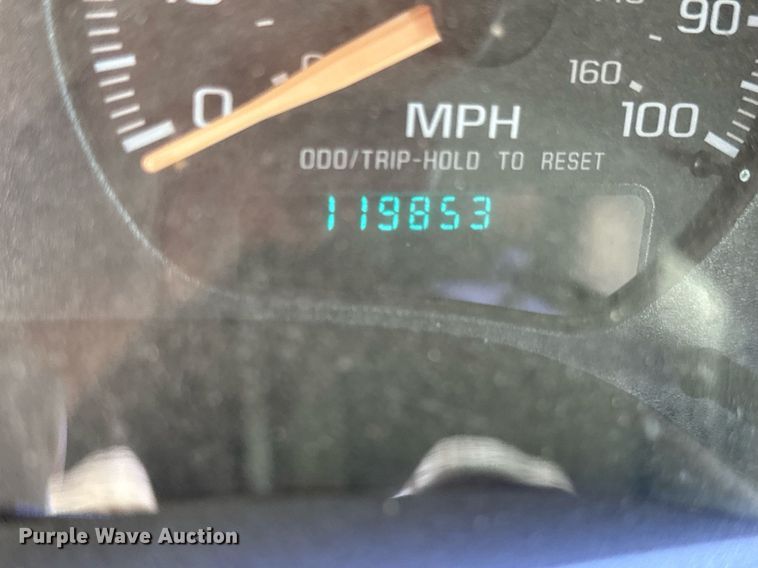 90
160
0
MPH
100
ODO/TRIP-HOLD TO RESET
119853
Purple Wave Auction